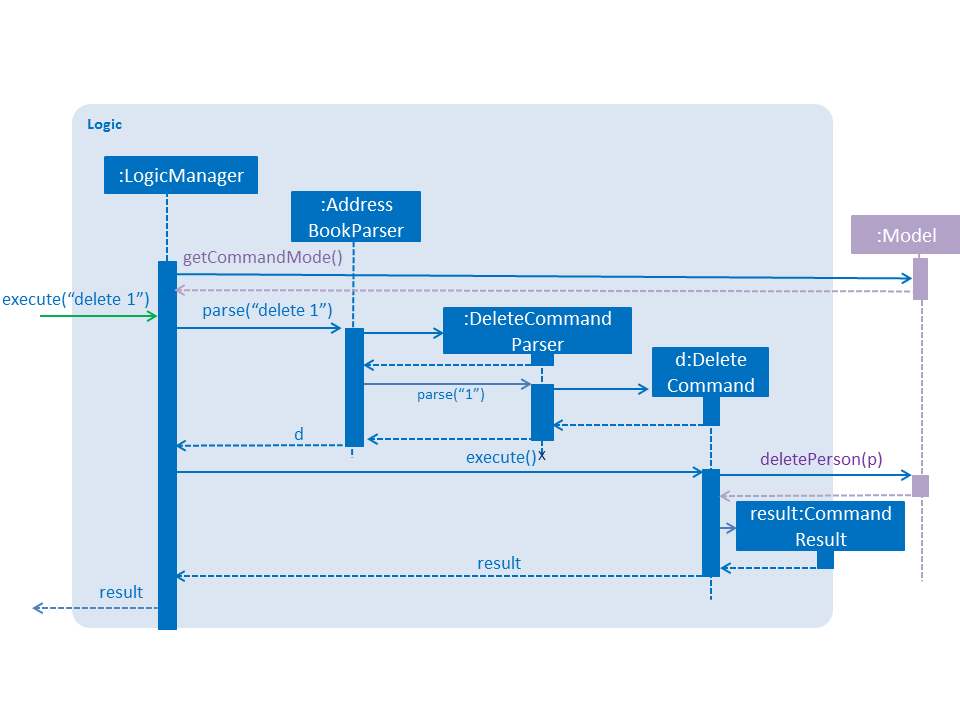 Logic
:LogicManager
:Address
BookParser
:Model
getCommandMode()
execute(“delete 1”)
parse(“delete 1”)
:DeleteCommand
Parser
d:Delete
Command
parse(“1”)
d
execute()
x
deletePerson(p)
result:Command
Result
result
result